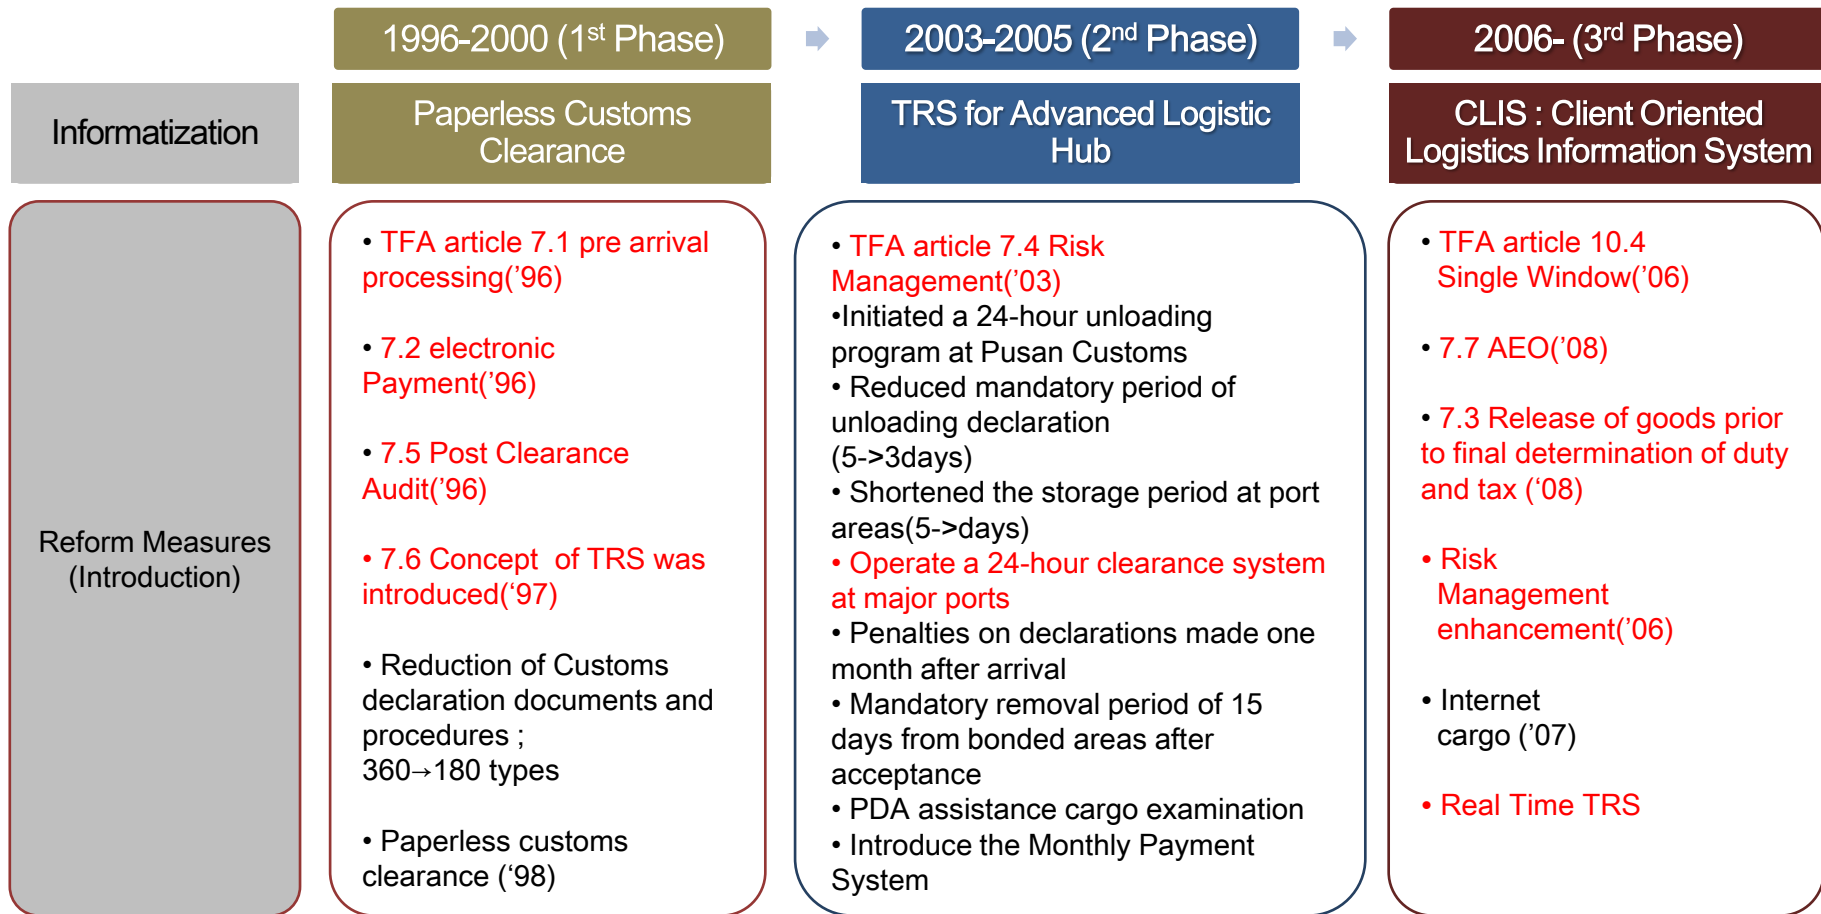 1996-2000 (1st Phase)
2003-2005 (2nd Phase)
2006- (3rd Phase)
Informatization
Paperless Customs
Clearance
TRS for Advanced Logistic
Hub
CLIS : Client Oriented
Logistics Information System
Reform Measures
(Introduction)
• TFA article 7.1 pre arrival
processing('96)
• 7.2 electronic
Payment('96)
• 7.5 Post Clearance
Audit('96)
• 7.6 Concept of TRS was
introduced('97)
• Reduction of Customs
declaration documents and
procedures ;
360→180 types
• Paperless customs
clearance ('98)
• TFA article 7.4 Risk
Management('03)
•Initiated a 24-hour unloading
program at Pusan Customs
• Reduced mandatory period of
unloading declaration
(5->3days)
• Shortened the storage period at port
areas(5->days)
• Operate a 24-hour clearance system
at major ports
• Penalties on declarations made one
month after arrival
• Mandatory removal period of 15
days from bonded areas after
acceptance
• PDA assistance cargo examination
• Introduce the Monthly Payment
System
• TFA article 10.4
Single Window('06)
• 7.7 AEO('08)
• 7.3 Release of goods prior
to final determination of duty
and tax ('08)
• Risk
Management
enhancement('06)
• Internet
cargo ('07)
• Real Time TRS